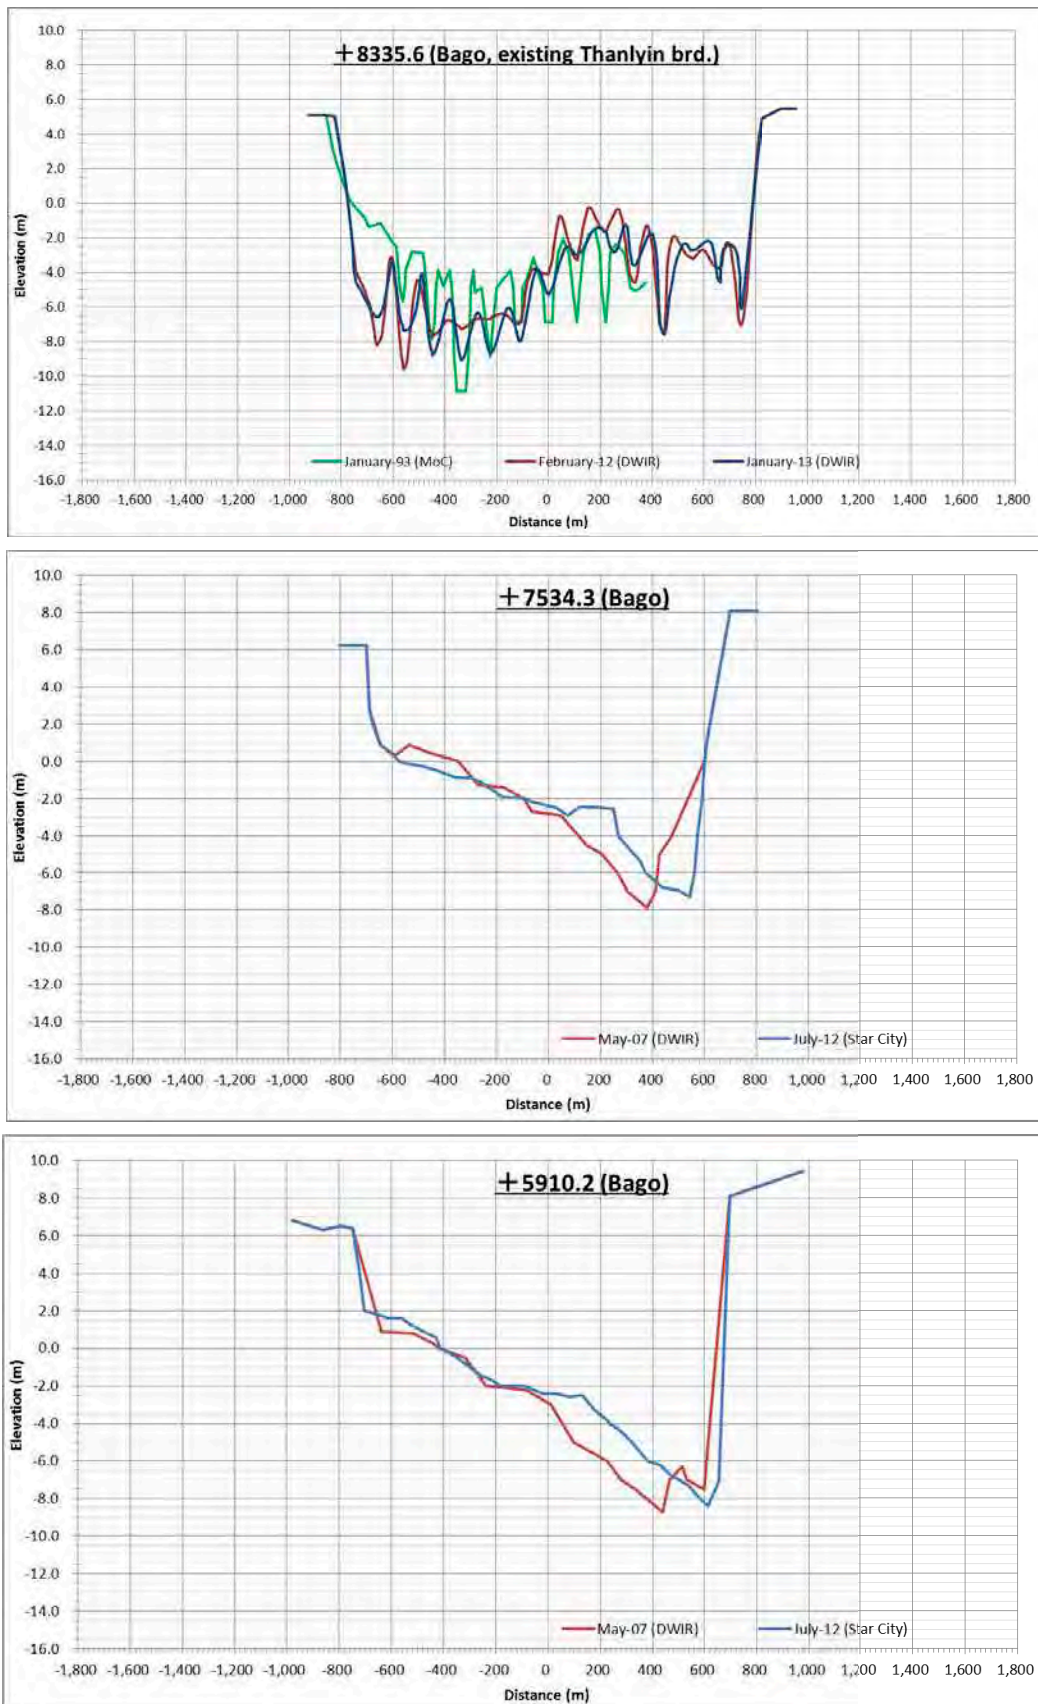 +8335.6 (Bago, existing Thanlyin brd.)
10.0
8.0
6.0
4.0
2.0
0.0
-2.0
-4.0
-6.0
-8.0
-10.0
-12.0
-14.0
-16.0
Elevation (m)
January-93 (MoC) February-12 (DWIR) January-13 (DWIR)
-1,800 -1,600 -1,400 -1,200 -1,000 -800 -600 -400 -200 0 200 400 600 800 1,000 1,200 1,400 1,600 1,800
Distance (m)
+7534.3 (Bago)
10.0
8.0
6.0
4.0
2.0
0.0
-2.0
-4.0
-6.0
-8.0
-10.0
-12.0
-14.0
-16.0
Elevation (m)
May-07 (DWIR) July-12 (Star City)
-1,800 -1,600 -1,400 -1,200 -1,000 -800 -600 -400 -200 0 200 400 600 800 1,000 1,200 1,400 1,600 1,800
Distance (m)
+5910.2 (Bago)
10.0
8.0
6.0
4.0
2.0
0.0
-2.0
-4.0
-6.0
-8.0
-10.0
-12.0
-14.0
-16.0
Elevation (m)
May-07 (DWIR) July-12 (Star City)
-1,800 -1,600 -1,400 -1,200 -1,000 -800 -600 -400 -200 0 200 400 600 800 1,000 1,200 1,400 1,600 1,800
Distance (m)